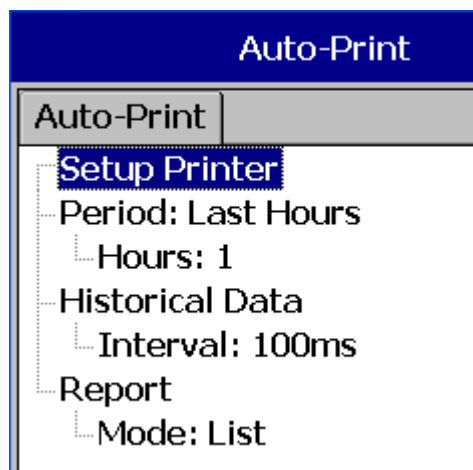 Auto-Print
Auto-Print
Setup Printer
Period: Last Hours
Hours: 1
Historical Data
Interval: 100ms
Report
Mode: List